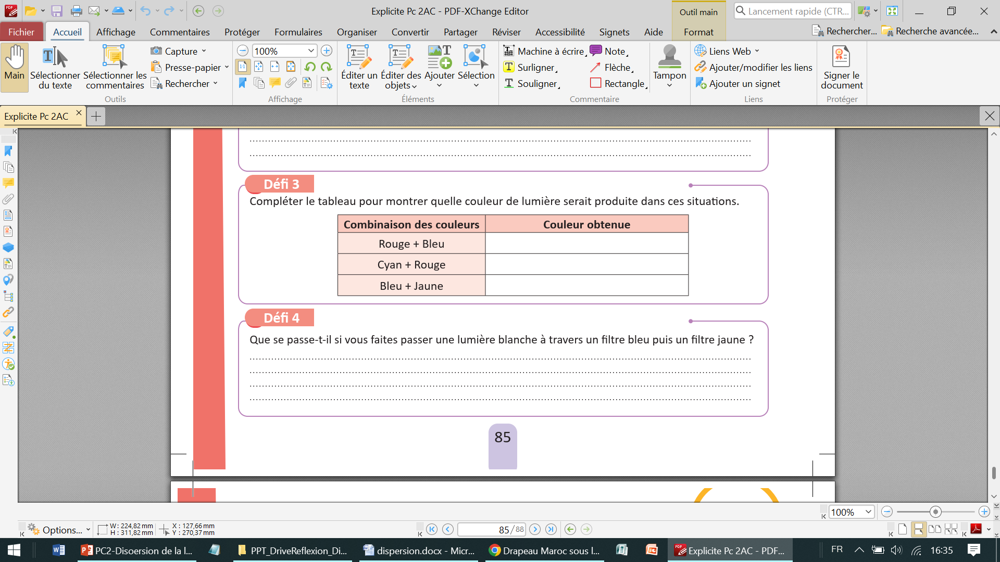 Explicite Pc 2AC - PDF-XChange Editor
Outil main
Lancement rapide (CTR...
Fichier
Accueil
Affichage
Commentaires
Protéger
Formulaires
Organiser
Convertir
Partager
Réviser
Accessibilité
Signets
Aide
Format
Rechercher...
Recherche avancée...
Main
Sélectionner
du texte
Sélectionner les
commentaires
Capture
Presse-papier
Rechercher
Outils
100%
Affichage
Éditer un
texte
Éditer des
objets
Ajouter
Sélection
Éléments
Machine à écrire
Surligner
Souligner
Note
Flèche
Rectangle
Commentaire
Tampon
Liens Web
Ajouter/modifier les liens
Ajouter un signet
Liens
Signer le
document
Protéger
Explicite Pc 2AC
Défi 3
Compléter le tableau pour montrer quelle couleur de lumière serait produite dans ces situations.
Combinaison des couleurs
Couleur obtenue
Rouge + Bleu
Cyan + Rouge
Bleu + Jaune
Défi 4
Que se passe-t-il si vous faites passer une lumière blanche à travers un filtre bleu puis un filtre jaune ?
85
100%
Options...
W: 224,82 mm
H: 311,82 mm
X: 127,66 mm
Y: 270,37 mm
85/88
PC2-Disoersion de la l...
PPT_DriveReflexion_Di...
dispersion.docx - Micr...
Drapeau Maroc sous l...
Explicite Pc 2AC - PDF...
FR
16:35